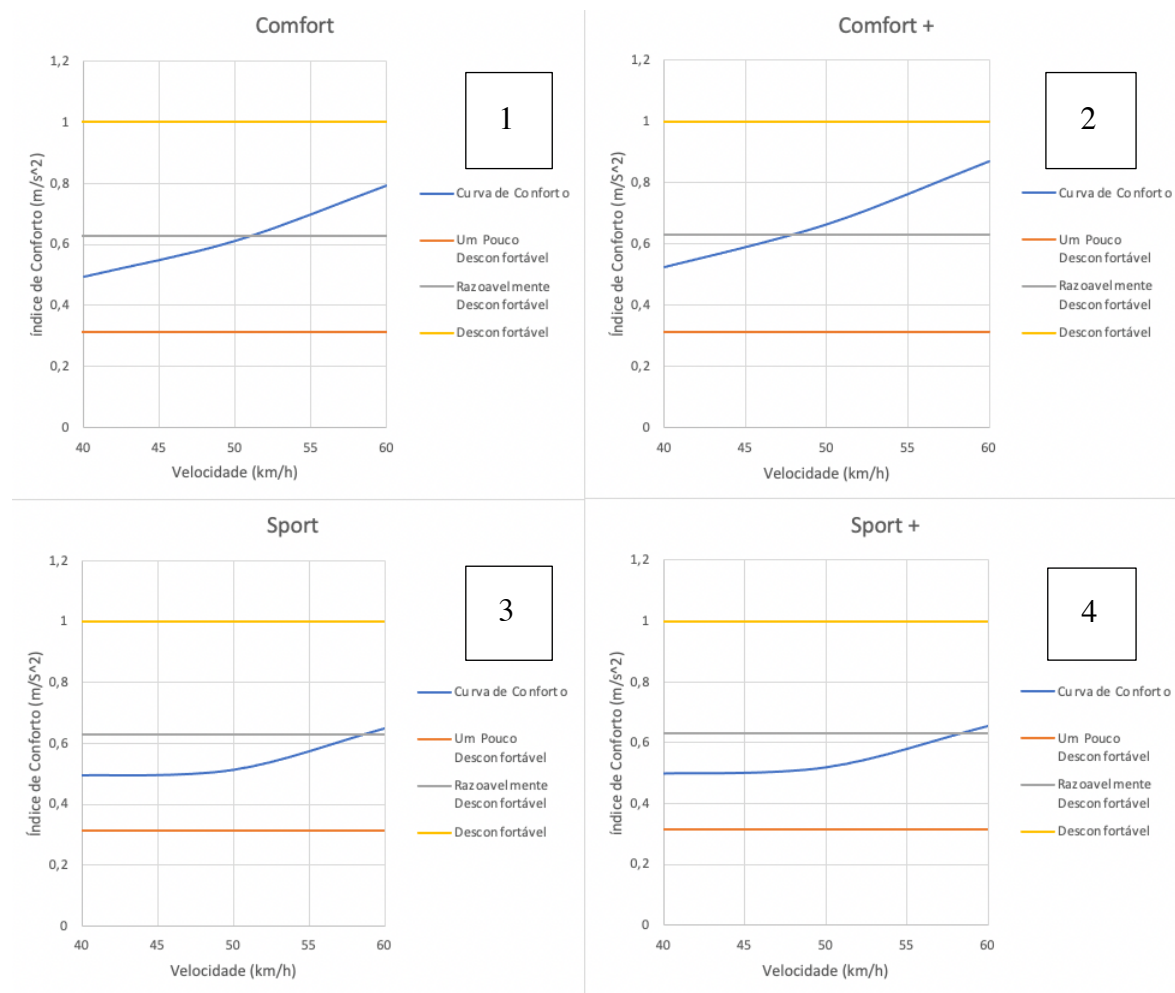 Comfort
1,2
1
0,8
0,6
0,4
0,2
0
40 45 50 55 60
índice de Conforto (m/s^2)
Velocidade (km/h)
1
Curva de Conforto
Um Pouco
Desconfortável
Razoavelmente
Desconfortável
Desconfortável
Comfort +
1,2
1
0,8
0,6
0,4
0,2
0
40 45 50 55 60
índice de Conforto (m/S^2)
Velocidade (km/h)
2
Curva de Conforto
Um Pouco
Desconfortável
Razoavelmente
Desconfortável
Desconfortável
Sport
1,2
1
0,8
0,6
0,4
0,2
0
40 45 50 55 60
Índice de Conforto (m/S^2)
Velocidade (km/h)
3
Curva de Conforto
Um Pouco
Desconfortável
Razoavelmente
Desconfortável
Desconfortável
Sport +
1,2
1
0,8
0,6
0,4
0,2
0
40 45 50 55 60
índice de Conforto (m/s^2)
Velocidade (km/h)
4
Curva de Conforto
Um Pouco
Desconfortável
Razoavelmente
Desconfortável
Desconfortável